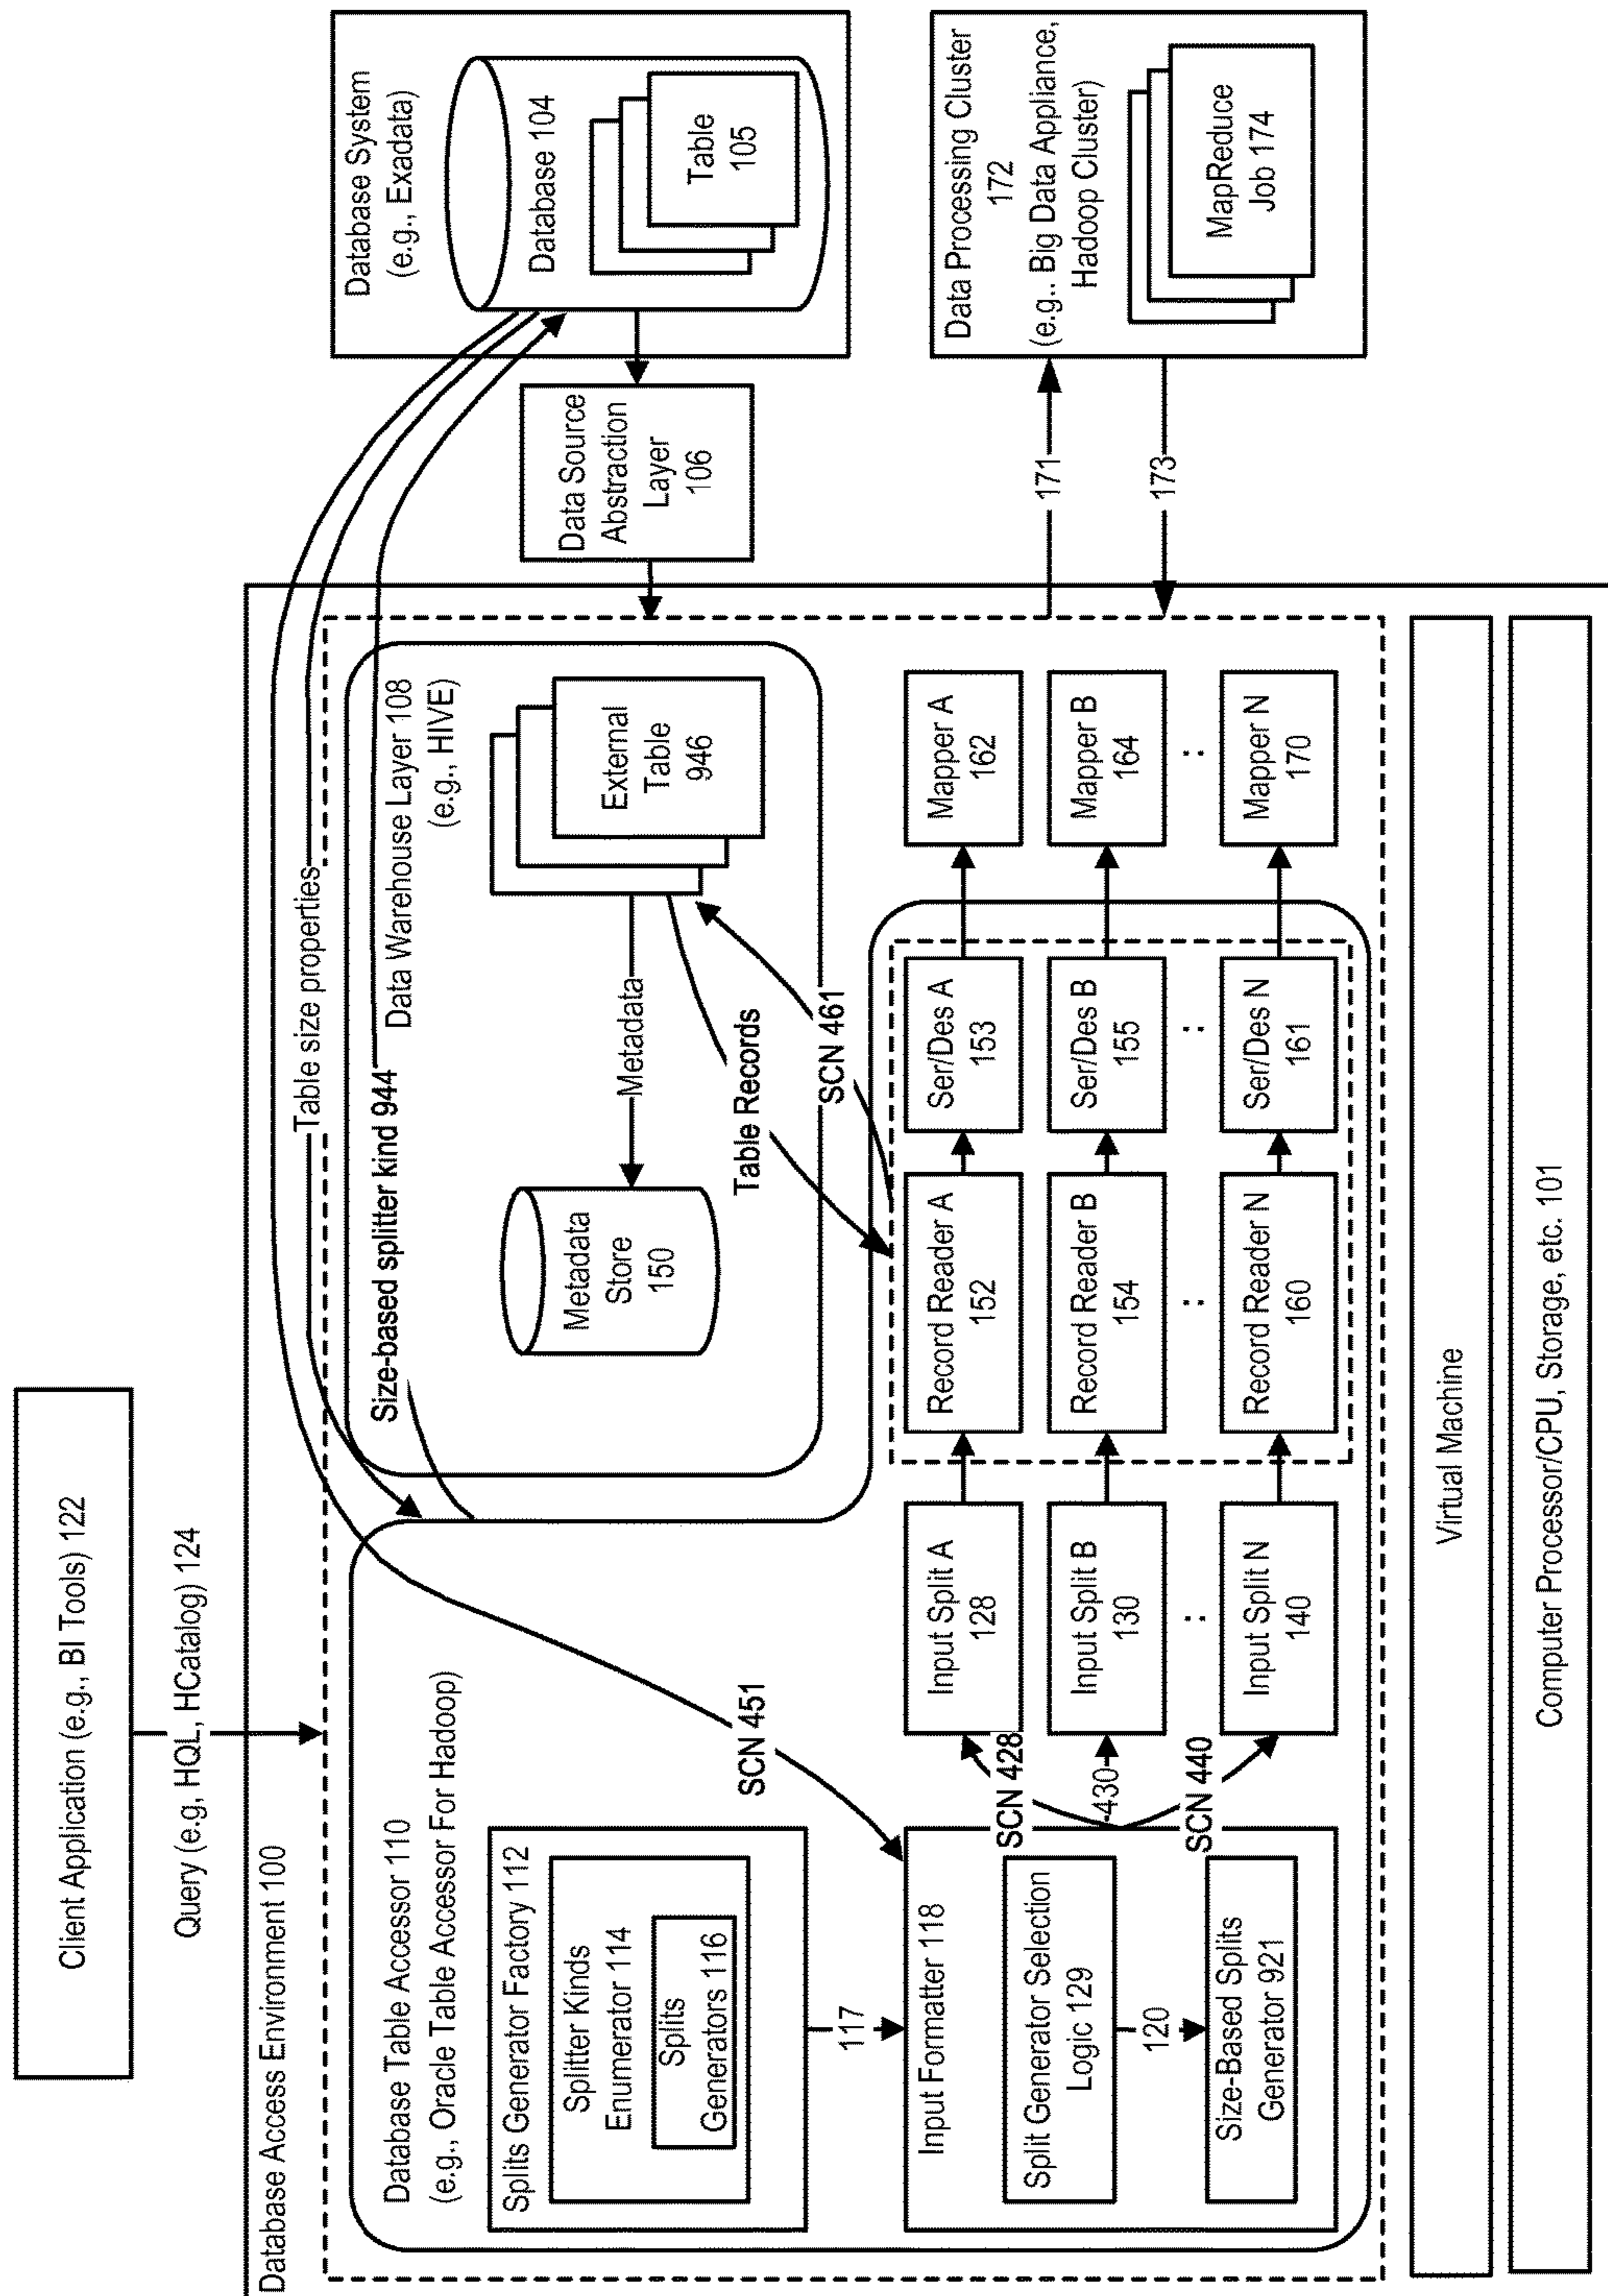 Client Application (e.g., BI Tools) 122
Query (e.g, HQL, HCatalog) 124
Database Access Environment 100
Table size properties
Database System
(e.g., Exadata)
Database 104
Table
105
Size-based splitter kind 944
Data Warehouse Layer 108
(e.g., HIVE)
Database Table Accessor 110
(e.g., Oracle Table Accessor For Hadoop)
Splits Generator Factory 112
Splitter Kinds
Enumerator 114
Splits
Generators 116
117
Metadata
Store
150
Metadata
External
Table
946
Data Source
Abstraction
Layer
106
Table Records
SCN 461
SCN 451
Input Formatter 118
Split Generator Selection
Logic 129
120
Size-Based Splits
Generator 921
SCN 428
430
SCN 440
Input Split A
128
Record Reader A
152
Ser/Des A
153
Mapper A
162
Input Split B
130
Record Reader B
154
Ser/Des B
155
Mapper B
164
:
:
:
:
Input Split N
140
Record Reader N
160
Ser/Des N
161
Mapper N
170
171
173
Data Processing Cluster
172
(e.g.. Big Data Appliance,
Hadoop Cluster)
MapReduce
Job 174
Virtual Machine
Computer Processor/CPU, Storage, etc. 101